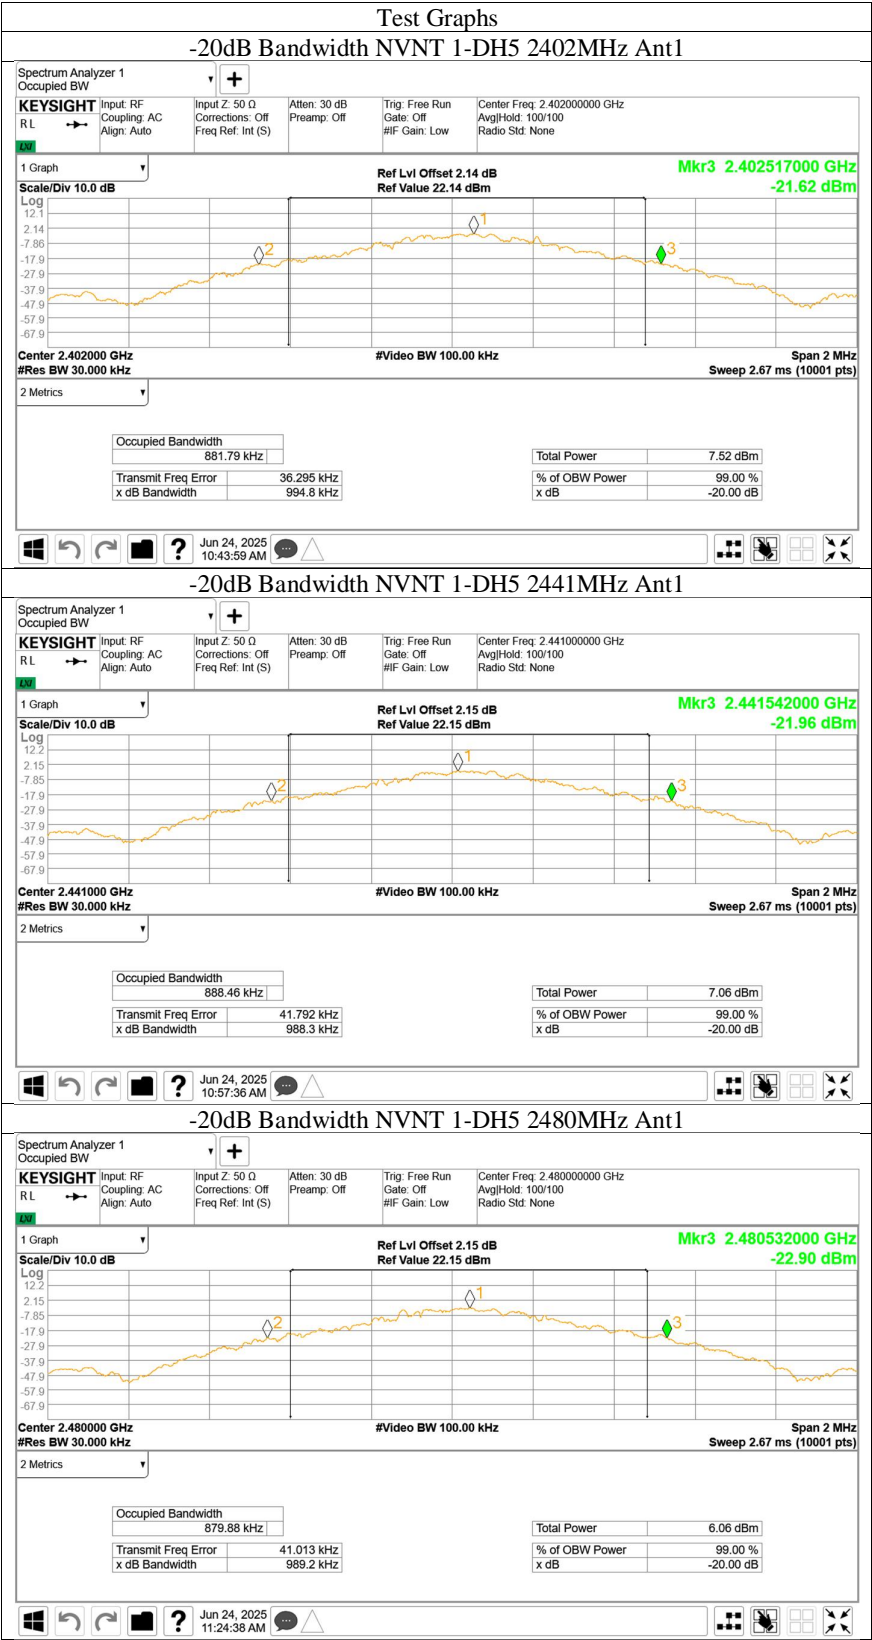 Test Graphs
-20dB Bandwidth NVNT 1-DH5 2402MHz Ant1
Spectrum Analyzer 1
Occupied BW
+
KEYSIGHT Input: RF Input Z: 50 Ω Atten: 30 dB Trig: Free Run Center Freq: 2.402000000 GHz
RL Coupling: AC Corrections: Off Preamp: Off Gate: Off Avg|Hold: 100/100
Align: Auto Freq Ref: Int (S) #IF Gain: Low Radio Std: None
LXI
1 Graph Ref Lvl Offset 2.14 dB Mkr3 2.402517000 GHz
Scale/Div 10.0 dB Ref Value 22.14 dBm -21.62 dBm
Log
12.1
2.14
-7.86
-17.9
-27.9
-37.9
-47.9
-57.9
-67.9
2 1 3
Center 2.402000 GHz #Video BW 100.00 kHz Span 2 MHz
#Res BW 30.000 kHz Sweep 2.67 ms (10001 pts)
2 Metrics
Occupied Bandwidth
881.79 kHz Total Power 7.52 dBm
Transmit Freq Error 36.295 kHz % of OBW Power 99.00 %
x dB Bandwidth 994.8 kHz x dB -20.00 dB
? Jun 24, 2025
10:43:59 AM
-20dB Bandwidth NVNT 1-DH5 2441MHz Ant1
Spectrum Analyzer 1
Occupied BW
+
KEYSIGHT Input: RF Input Z: 50 Ω Atten: 30 dB Trig: Free Run Center Freq: 2.441000000 GHz
RL Coupling: AC Corrections: Off Preamp: Off Gate: Off Avg|Hold: 100/100
Align: Auto Freq Ref: Int (S) #IF Gain: Low Radio Std: None
LXI
1 Graph Ref Lvl Offset 2.15 dB Mkr3 2.441542000 GHz
Scale/Div 10.0 dB Ref Value 22.15 dBm -21.96 dBm
Log
12.2
2.15
-7.85
-17.9
-27.9
-37.9
-47.9
-57.9
-67.9
2 1 3
Center 2.441000 GHz #Video BW 100.00 kHz Span 2 MHz
#Res BW 30.000 kHz Sweep 2.67 ms (10001 pts)
2 Metrics
Occupied Bandwidth
888.46 kHz Total Power 7.06 dBm
Transmit Freq Error 41.792 kHz % of OBW Power 99.00 %
x dB Bandwidth 988.3 kHz x dB -20.00 dB
? Jun 24, 2025
10:57:36 AM
-20dB Bandwidth NVNT 1-DH5 2480MHz Ant1
Spectrum Analyzer 1
Occupied BW
+
KEYSIGHT Input: RF Input Z: 50 Ω Atten: 30 dB Trig: Free Run Center Freq: 2.480000000 GHz
RL Coupling: AC Corrections: Off Preamp: Off Gate: Off Avg|Hold: 100/100
Align: Auto Freq Ref: Int (S) #IF Gain: Low Radio Std: None
LXI
1 Graph Ref Lvl Offset 2.15 dB Mkr3 2.480532000 GHz
Scale/Div 10.0 dB Ref Value 22.15 dBm -22.90 dBm
Log
12.2
2.15
-7.85
-17.9
-27.9
-37.9
-47.9
-57.9
-67.9
2 1 3
Center 2.480000 GHz #Video BW 100.00 kHz Span 2 MHz
#Res BW 30.000 kHz Sweep 2.67 ms (10001 pts)
2 Metrics
Occupied Bandwidth
879.88 kHz Total Power 6.06 dBm
Transmit Freq Error 41.013 kHz % of OBW Power 99.00 %
x dB Bandwidth 989.2 kHz x dB -20.00 dB
? Jun 24, 2025
11:24:38 AM